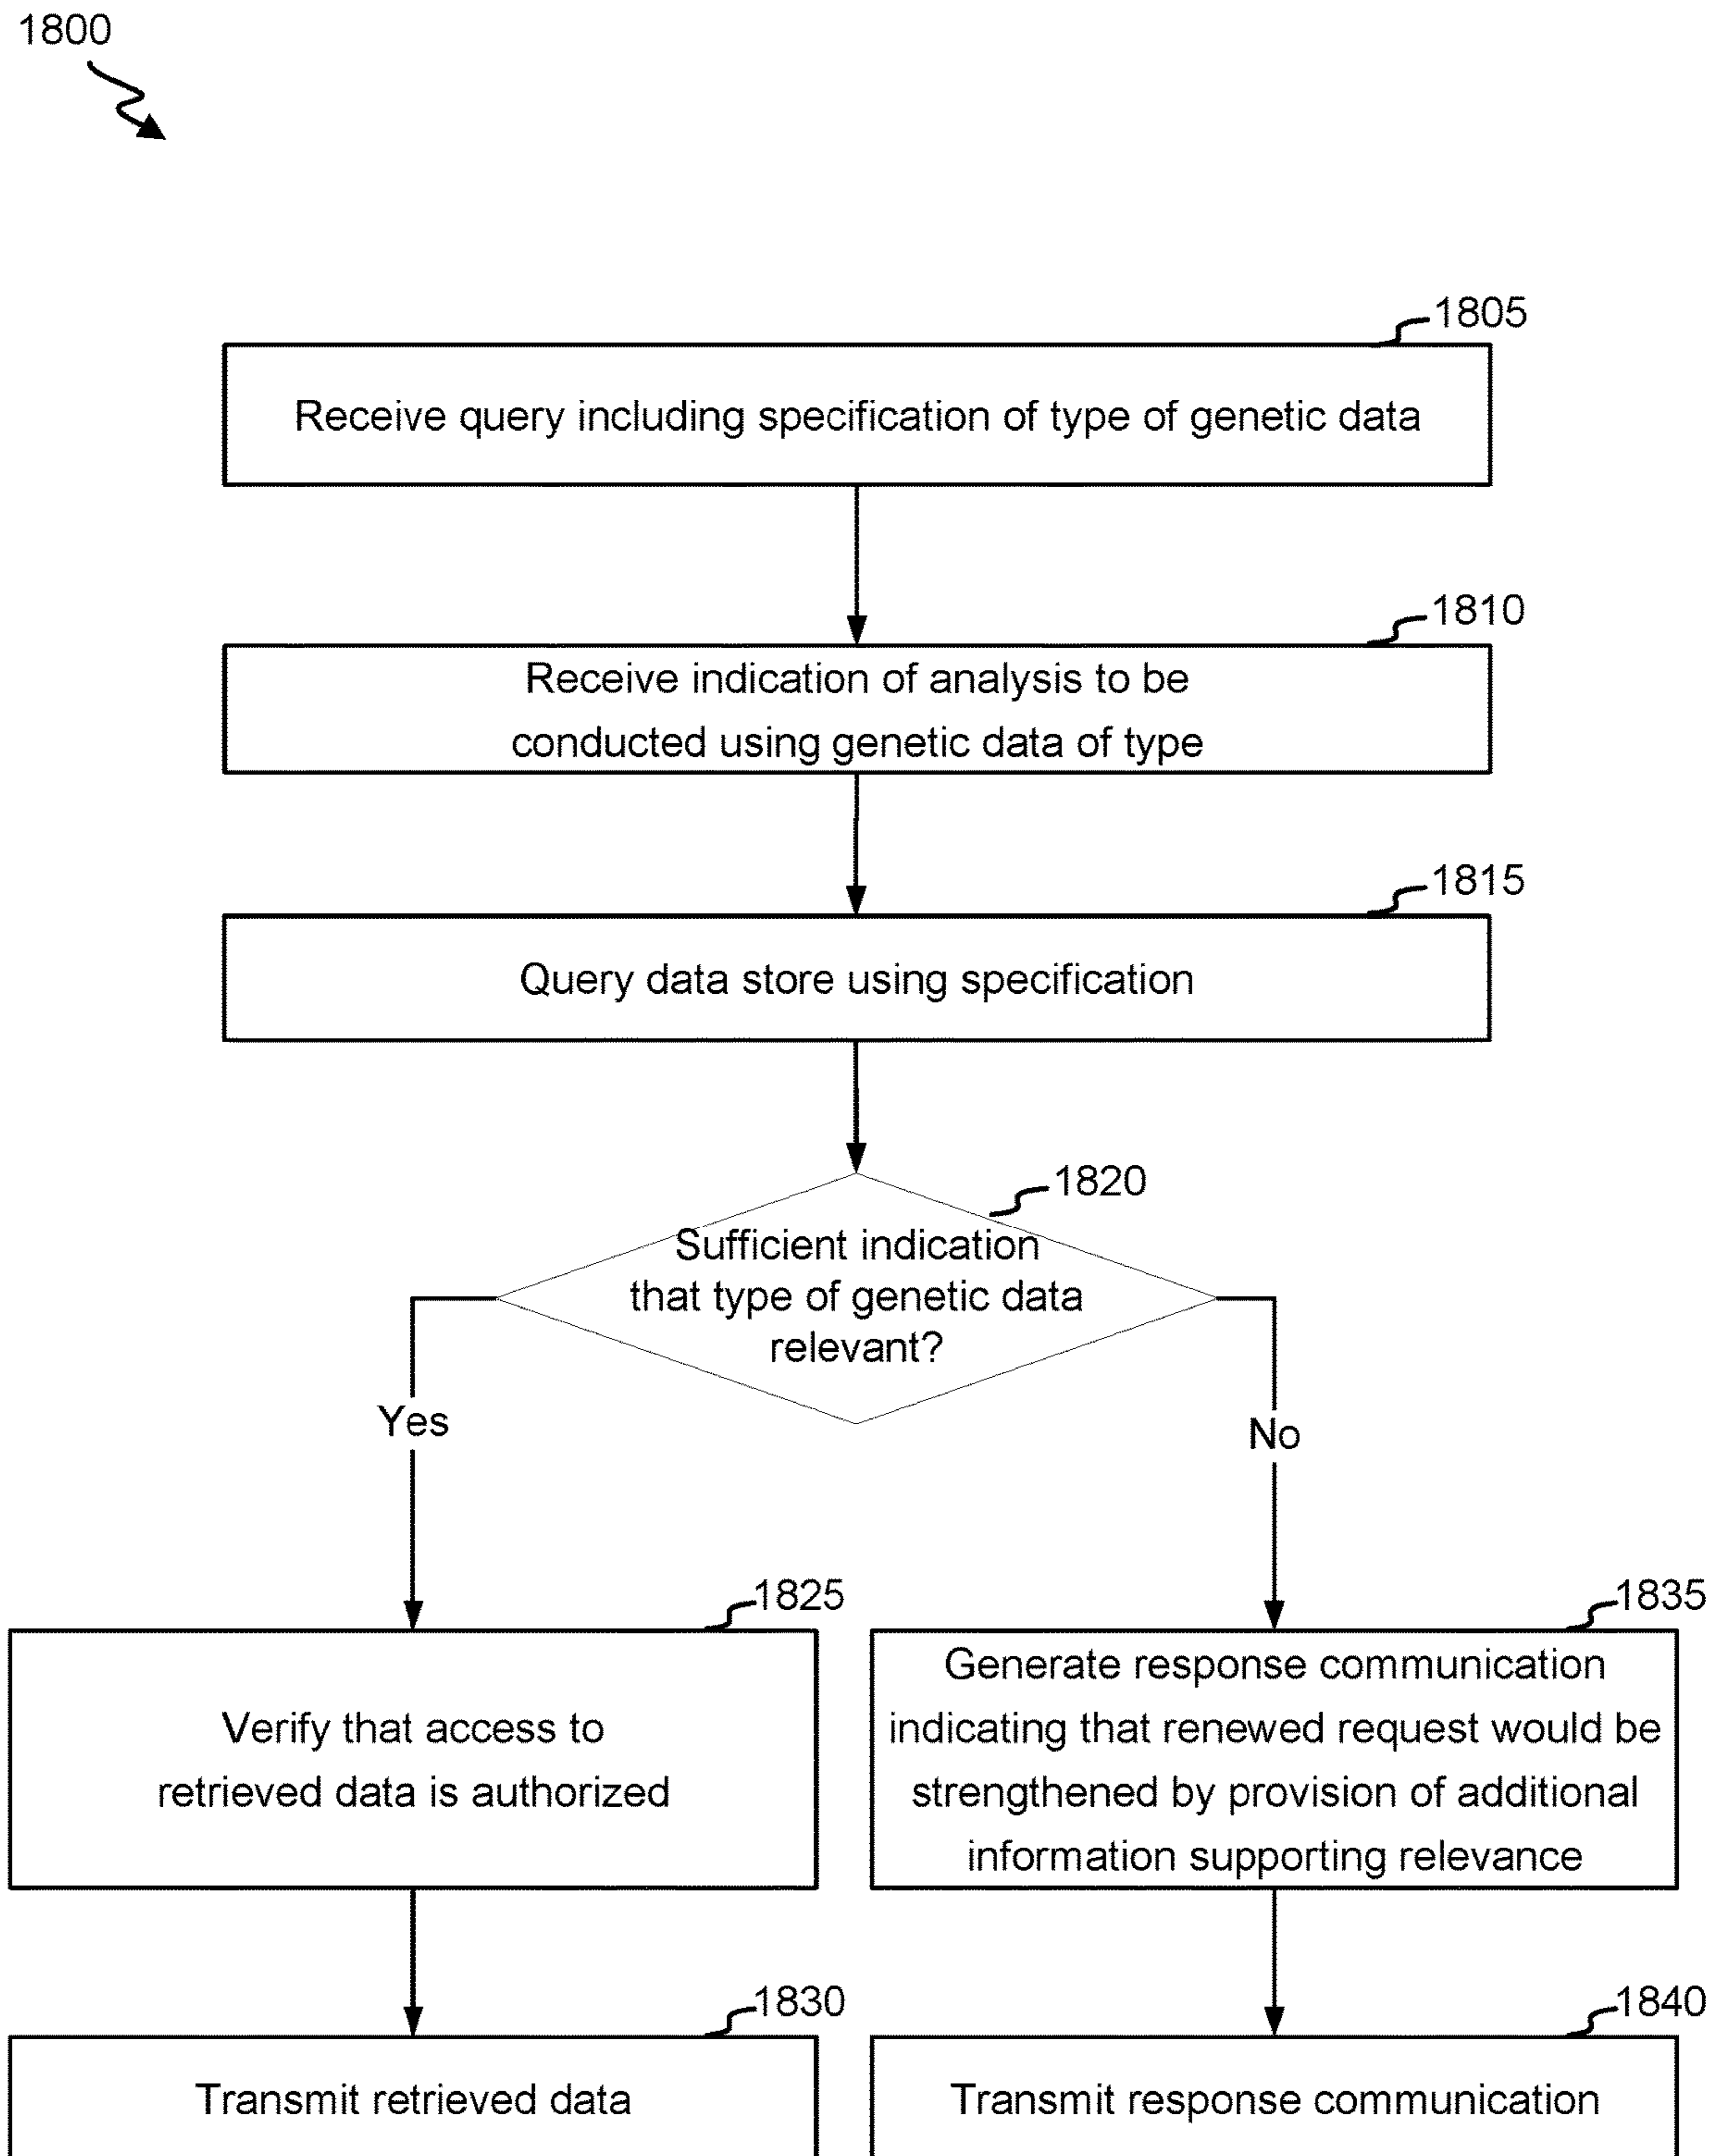 1800
1805
Receive query including specification of type of genetic data
1810
Receive indication of analysis to be
conducted using genetic data of type
1815
Query data store using specification
1820
Sufficient indication
that type of genetic data
relevant?
Yes
No
1825
Verify that access to
retrieved data is authorized
1835
Generate response communication
indicating that renewed request would be
strengthened by provision of additional
information supporting relevance
1830
Transmit retrieved data
1840
Transmit response communication